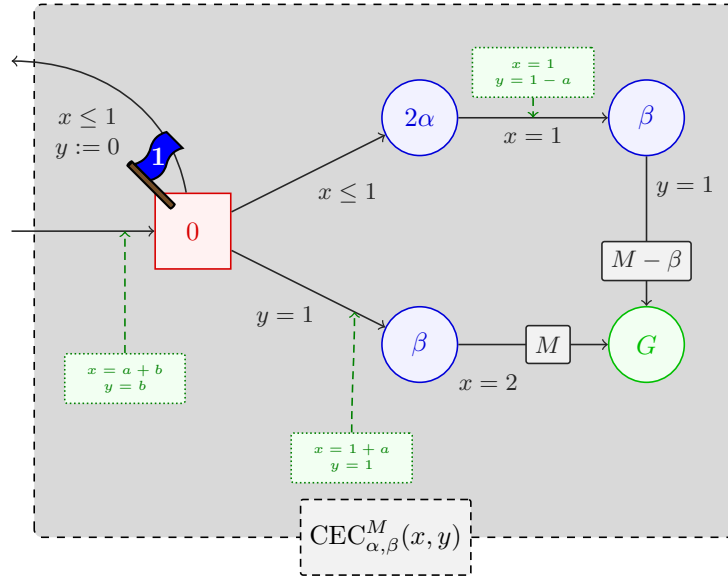 x = 1
y = 1 − a
2α
x = 1
β
x ≤ 1
y := 0
1
x ≤ 1
y = 1
0
M − β
y = 1
β
M
G
x = 2
x = a + b
y = b
x = 1 + a
y = 1
CEC^M_{α,β}(x, y)